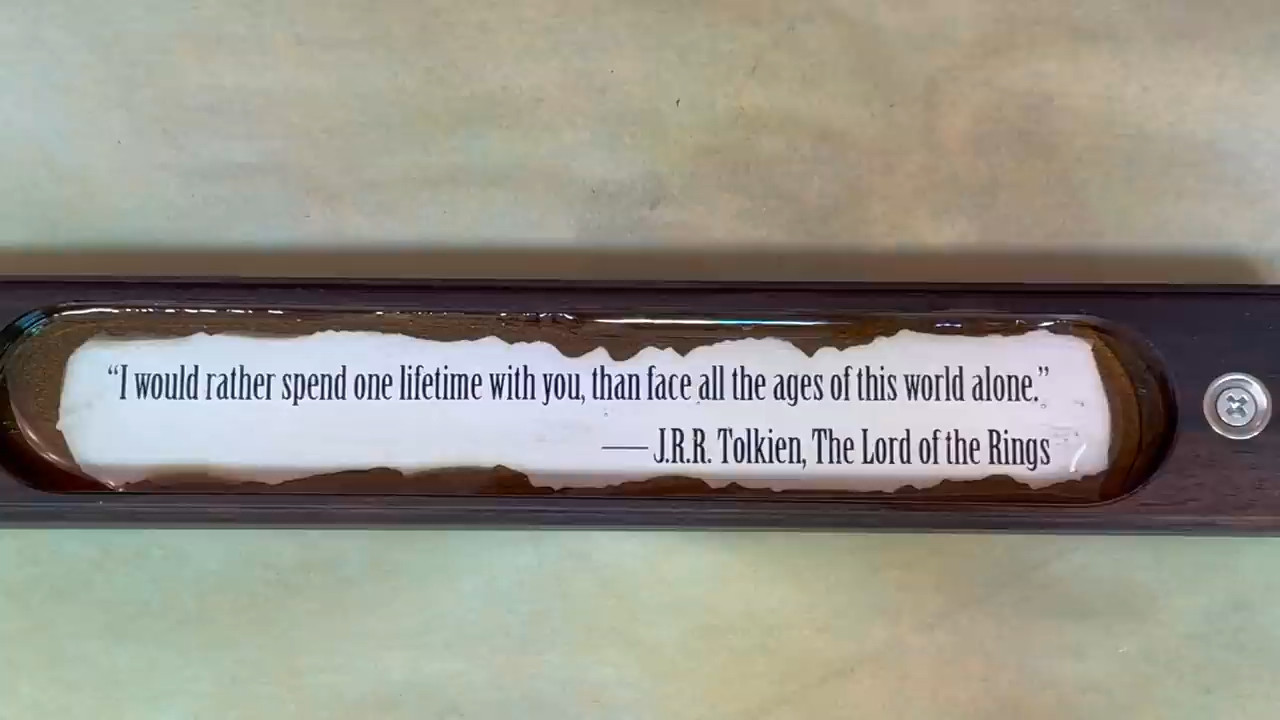 “I would rather spend one lifetime with you, than face all the ages of this world alone.”
— J.R.R. Tolkien, The Lord of the Rings